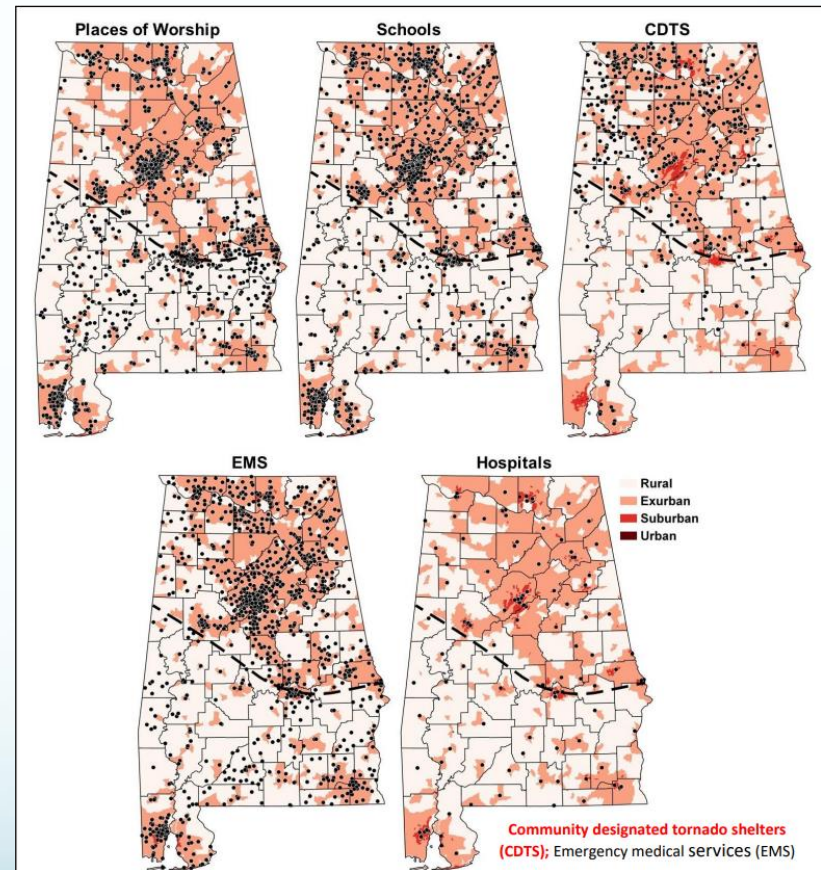 Places of Worship
Schools
CDTS
EMS
Hospitals
Rural
Exurban
Suburban
Urban
Community designated tornado shelters
(CDTS); Emergency medical services (EMS)